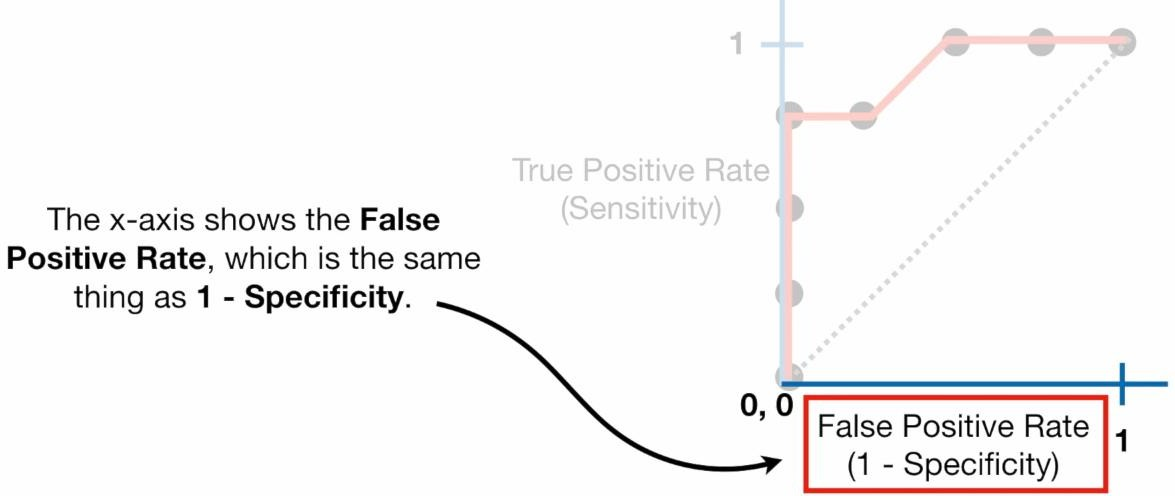 1
True Positive Rate
(Sensitivity)
The x-axis shows the False
Positive Rate, which is the same
thing as 1 - Specificity.
0, 0
False Positive Rate
(1 - Specificity)
1